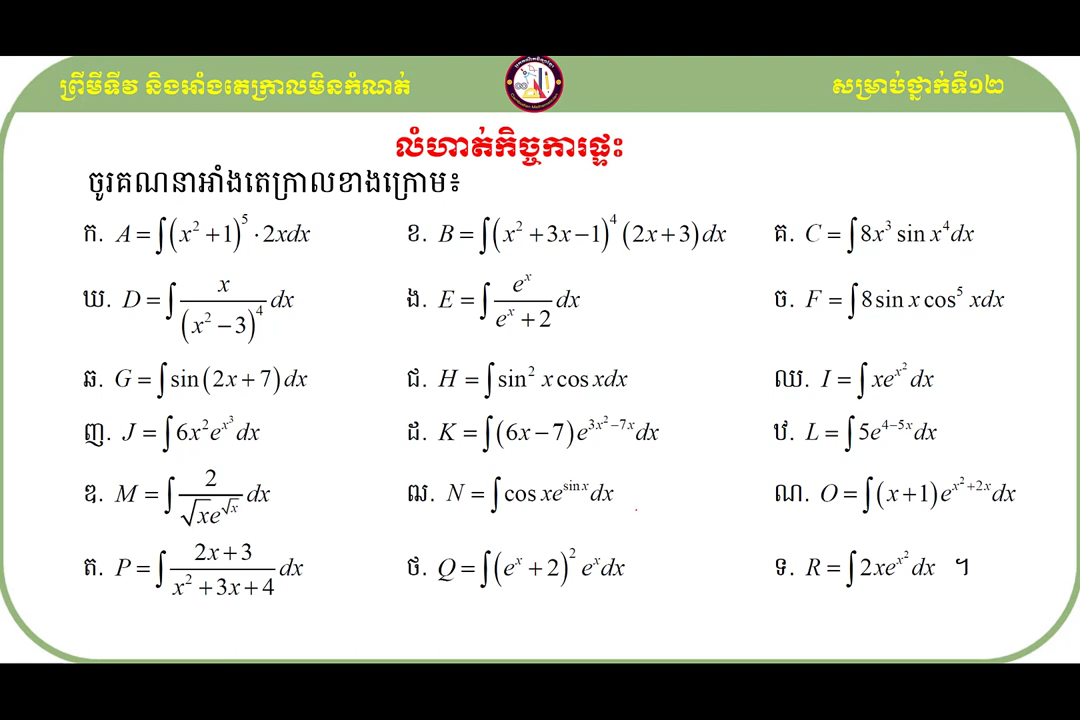 ព្រីមីទីវ និងអាំងតេក្រាលមិនកំណត់ សម្រាប់ថ្នាក់ទី១២
លំហាត់កិច្ចការផ្ទះ
ចូរគណនាអាំងតេក្រាលខាងក្រោម៖
ក. A = ∫(x² + 1)⁵ · 2xdx ខ. B = ∫(x² + 3x − 1)⁴ (2x + 3)dx គ. C = ∫8x³ sin x⁴dx
ឃ. D = ∫ x/(x² − 3)⁴ dx ង. E = ∫ eˣ/(eˣ + 2) dx ច. F = ∫8sin x cos⁵ xdx
ឆ. G = ∫sin(2x + 7)dx ជ. H = ∫sin² x cos xdx ឈ. I = ∫xe^(x²)dx
ញ. J = ∫6x²e^(x³)dx ដ. K = ∫(6x − 7)e^(3x²−7x)dx ឋ. L = ∫5e^(4−5x)dx
ឌ. M = ∫ 2/(√x e^(√x)) dx ឍ. N = ∫cos xe^(sin x)dx ណ. O = ∫(x + 1)e^(x²+2x)dx
ត. P = ∫ (2x + 3)/(x² + 3x + 4) dx ថ. Q = ∫(eˣ + 2)² eˣdx ទ. R = ∫2xe^(x²)dx ។